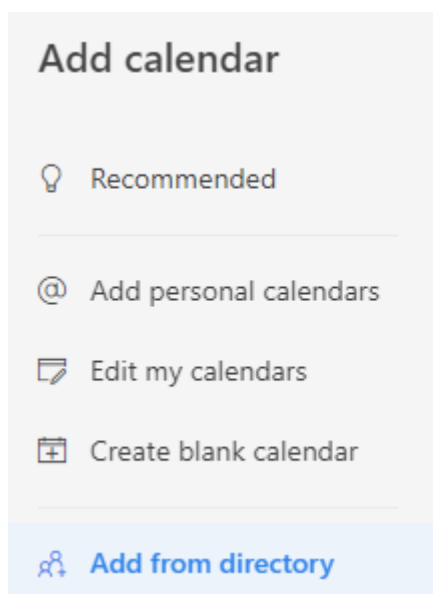 Add calendar
Recommended
Add personal calendars
Edit my calendars
Create blank calendar
Add from directory